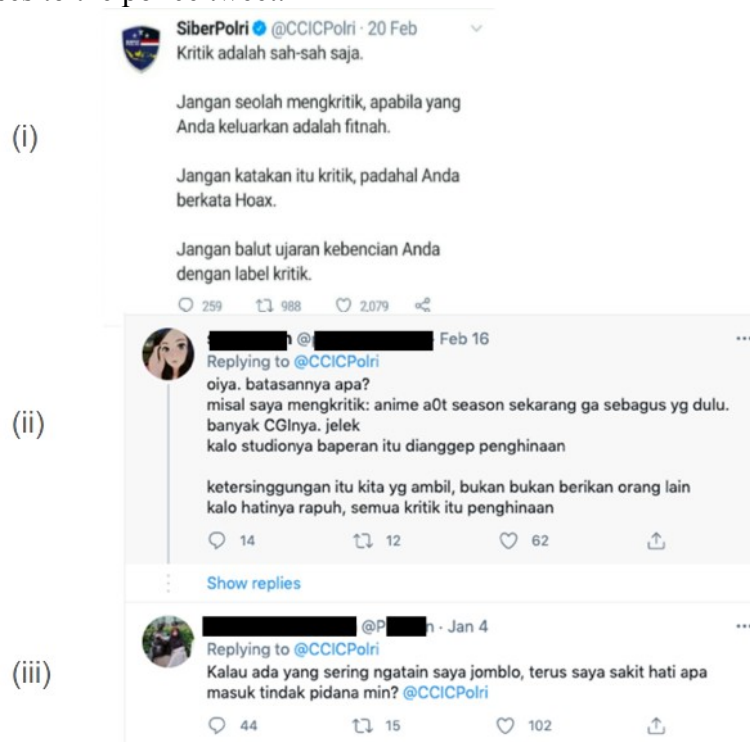 SiberPolri @CCICPolri · 20 Feb
Kritik adalah sah-sah saja.
Jangan seolah mengkritik, apabila yang
Anda keluarkan adalah fitnah.
(i)
Jangan katakan itu kritik, padahal Anda
berkata Hoax.
Jangan balut ujaran kebencian Anda
dengan label kritik.
259 988 2,079
n @ Feb 16
Replying to @CCICPolri
oiya. batasannya apa?
misal saya mengkritik: anime a0t season sekarang ga sebagus yg dulu.
(ii)
banyak CGInya. jelek
kalo studionya baperan itu dianggep penghinaan
ketersinggungan itu kita yg ambil, bukan bukan berikan orang lain
kalo hatinya rapuh, semua kritik itu penghinaan
14 12 62
Show replies
@P n · Jan 4
Replying to @CCICPolri
(iii)
Kalau ada yang sering ngatain saya jomblo, terus saya sakit hati apa
masuk tindak pidana min? @CCICPolri
44 15 102